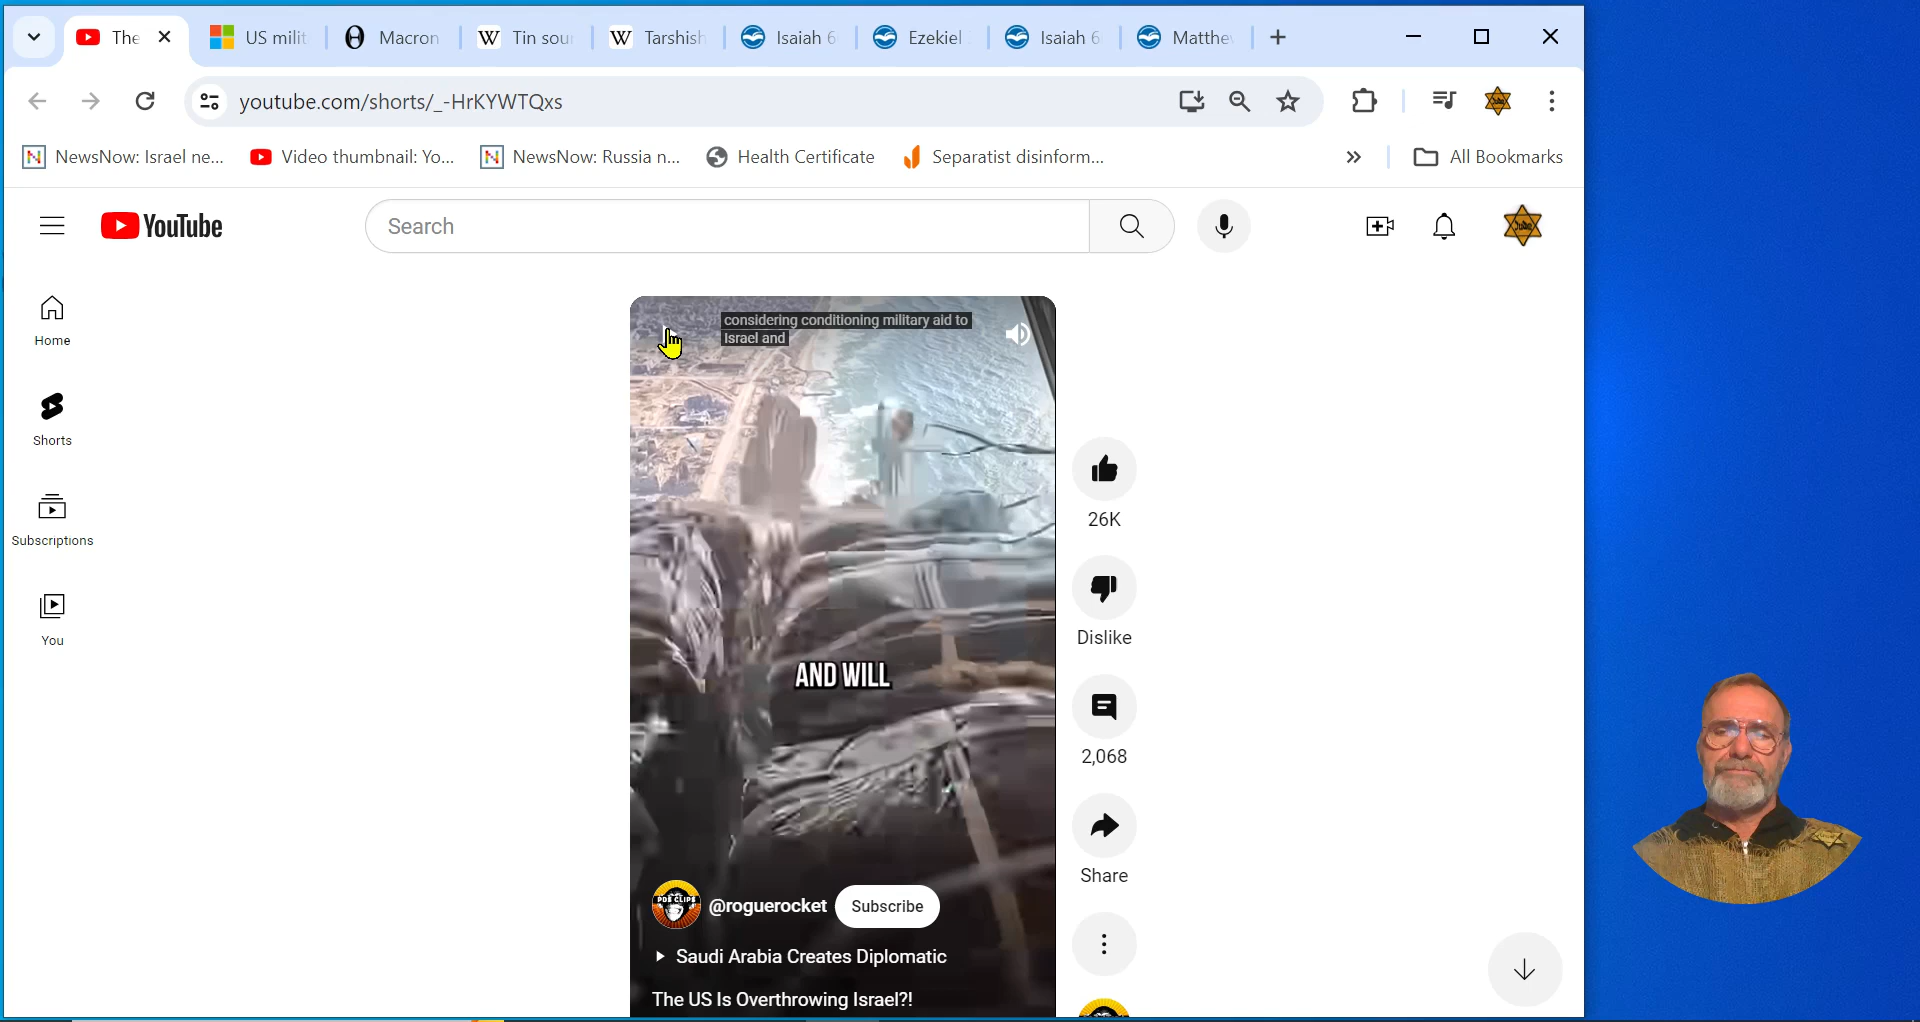 The
US milit
Macron
Tin sour
Tarshish
Isaiah 6
Ezekiel
Isaiah 6
Matthe
youtube.com/shorts/_-HrKYWTQxs
NewsNow: Israel ne...
Video thumbnail: Yo...
NewsNow: Russia n...
Health Certificate
Separatist disinform...
All Bookmarks
YouTube
Search
Home
Shorts
Subscriptions
You
considering conditioning military aid to
Israel and
AND WILL
26K
Dislike
2,068
Share
PDS CLIPS
@roguerocket
Subscribe
Saudi Arabia Creates Diplomatic
The US Is Overthrowing Israel?!